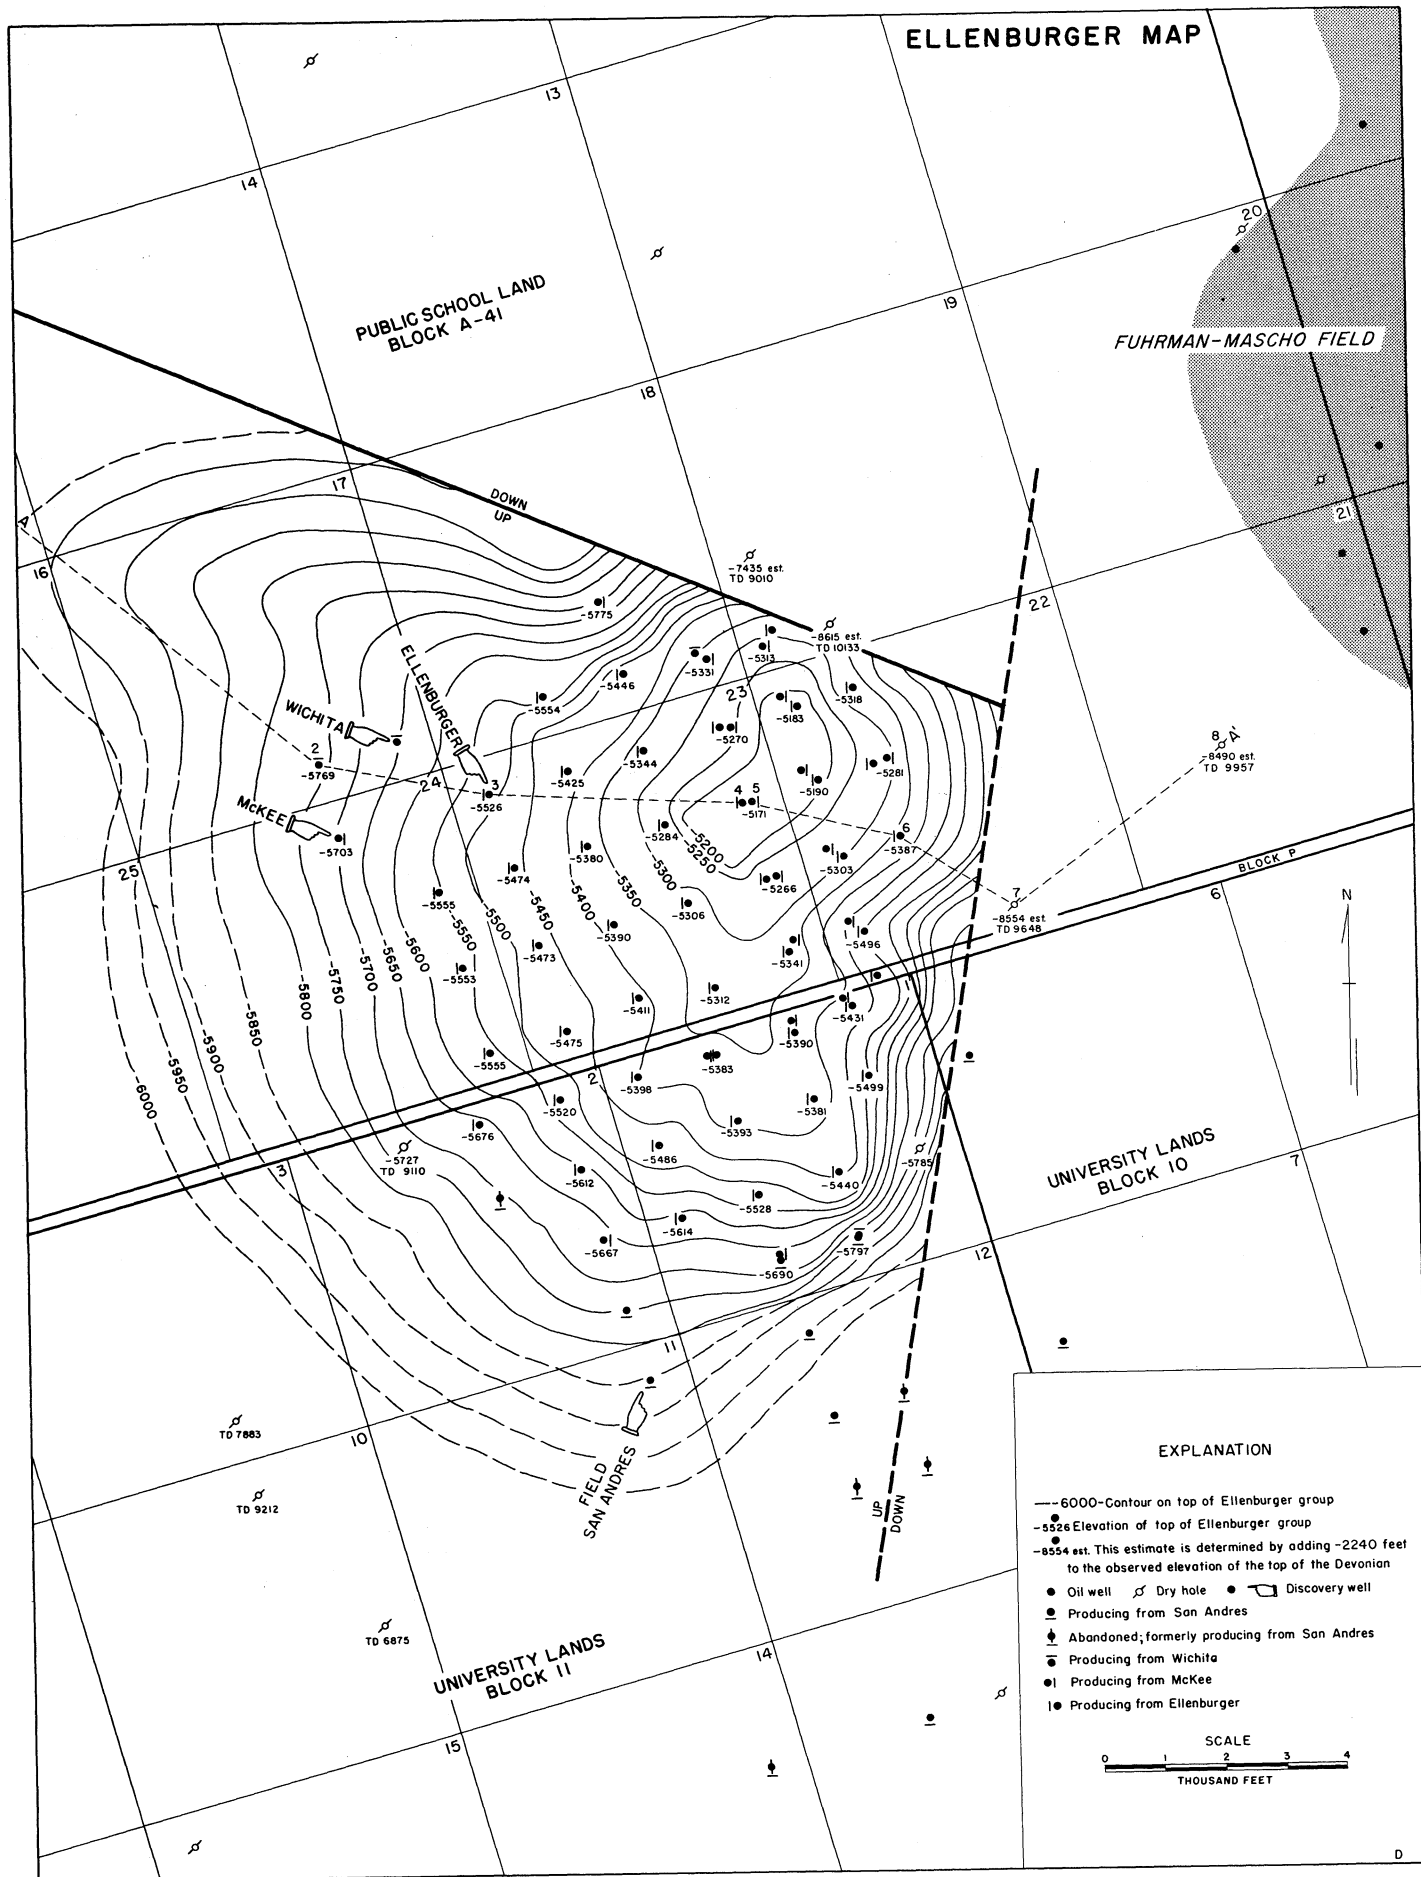 ELLENBURGER MAP
13
14
20
PUBLIC SCHOOL LAND
BLOCK A-41
19
FUHRMAN-MASCHO FIELD
18
17
DOWN
UP
21
A
16
-7435 est.
TD 9010
22
-5775
-8615 est.
TD 10133
ELLENBURGER
-5313
-5331
-5446
23
-5318
-5554
-5183
WICHITA
-5270
8
A'
-8490 est.
TD 9957
2
-5769
-5344
-5281
24
-5425
3
-5526
-5190
4 5
-5171
McKEE
-5703
-5284
6
-5387
-5200
-5250
-5380
-5303
BLOCK P
25
-5474
-5300
-5266
6
N
-5555
-5350
-5306
7
-8554 est.
TD 9648
-5400
-5450
-5500
-5550
-5390
-5496
-5600
-5650
-5700
-5750
-5800
-5473
-5341
-5553
-5312
-5411
-5431
-5850
-5900
-5950
-6000
-5475
-5390
-5555
-5383
2
-5398
-5499
-5520
-5381
-5676
-5393
3
-5727
TD 9110
-5486
-5785
UNIVERSITY LANDS
BLOCK 10
7
-5612
-5440
-5528
-5614
-5667
-5797
12
-5690
11
TD 7883
10
FIELD
SAN ANDRES
TD 9212
UP
DOWN
TD 6875
UNIVERSITY LANDS
BLOCK 11
14
15
EXPLANATION
-6000-Contour on top of Ellenburger group
-5526 Elevation of top of Ellenburger group
-8554 est. This estimate is determined by adding -2240 feet
to the observed elevation of the top of the Devonian
Oil well Dry hole Discovery well
Producing from San Andres
Abandoned; formerly producing from San Andres
Producing from Wichita
Producing from McKee
Producing from Ellenburger
SCALE
0 1 2 3 4
THOUSAND FEET
D